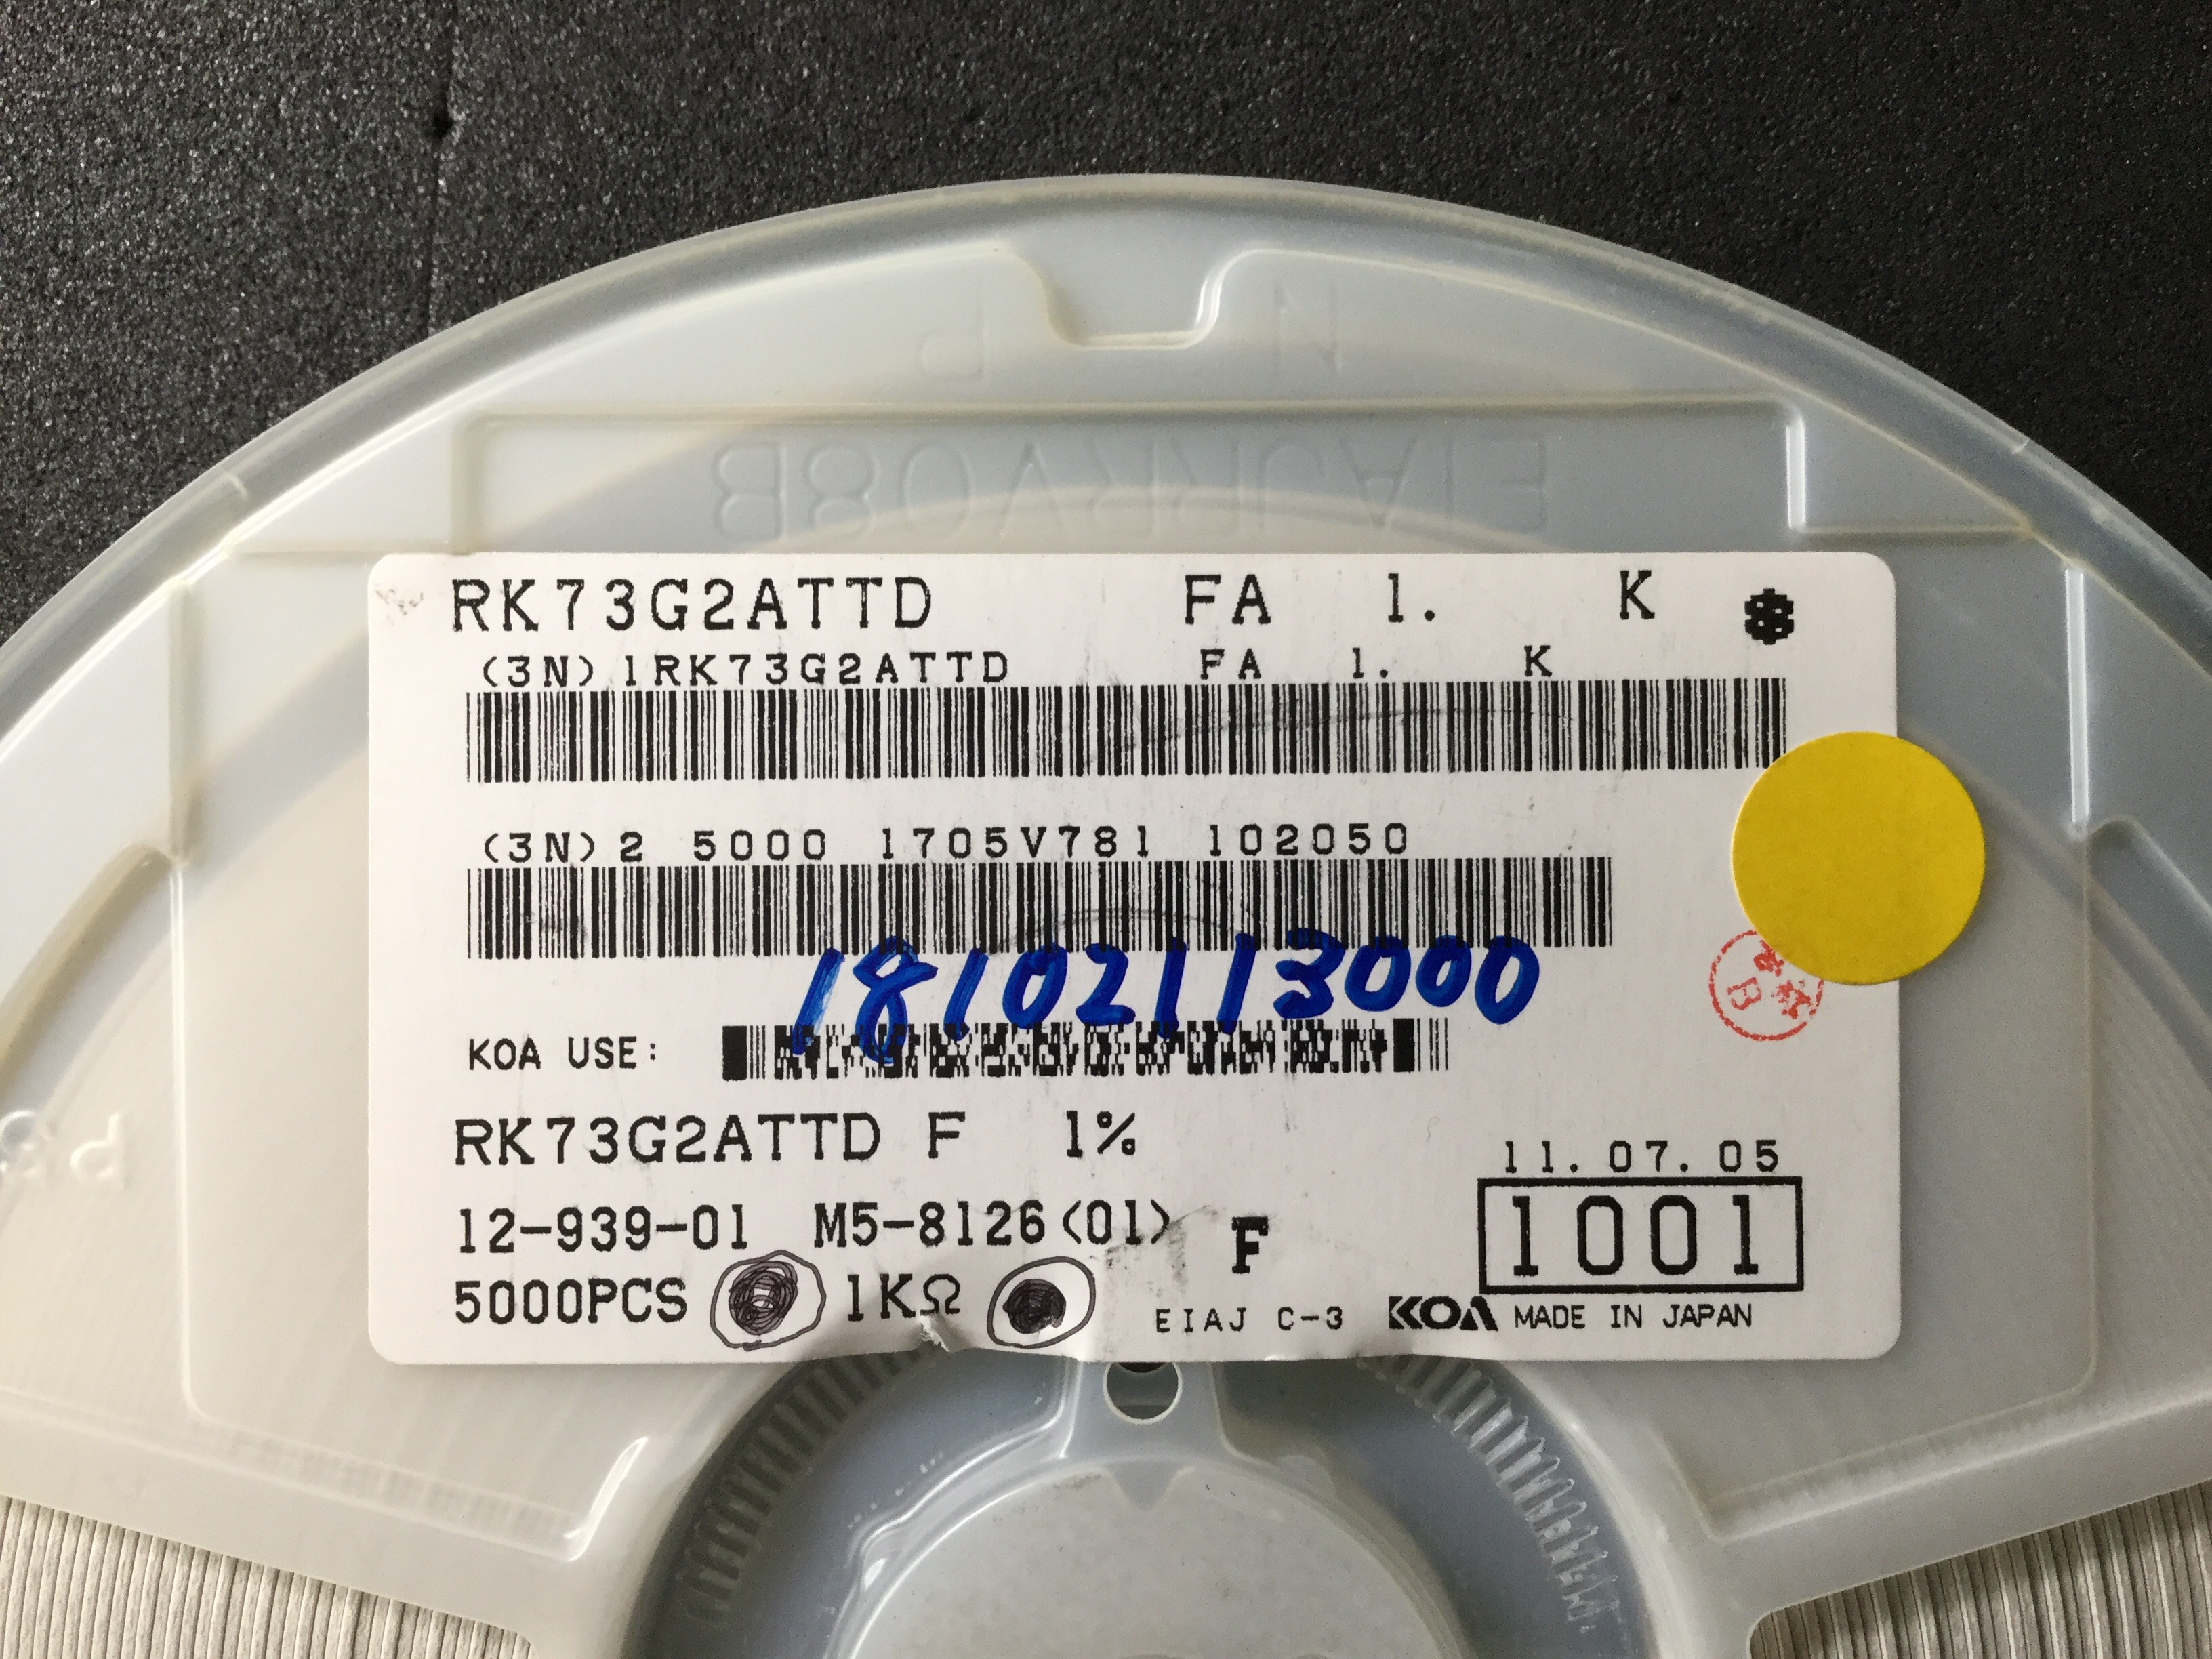 P N
EIAJRRV08B
RK73G2ATTD FA 1. K
(3N)1RK73G2ATTD FA 1. K
(3N)2 5000 1705V781 102050
18102113000
KOA USE:
B
RK73G2ATTD F 1%
11.07.05
12-939-01 M5-8126(01) F
1001
5000PCS 1KΩ
EIAJ C-3 KOA MADE IN JAPAN